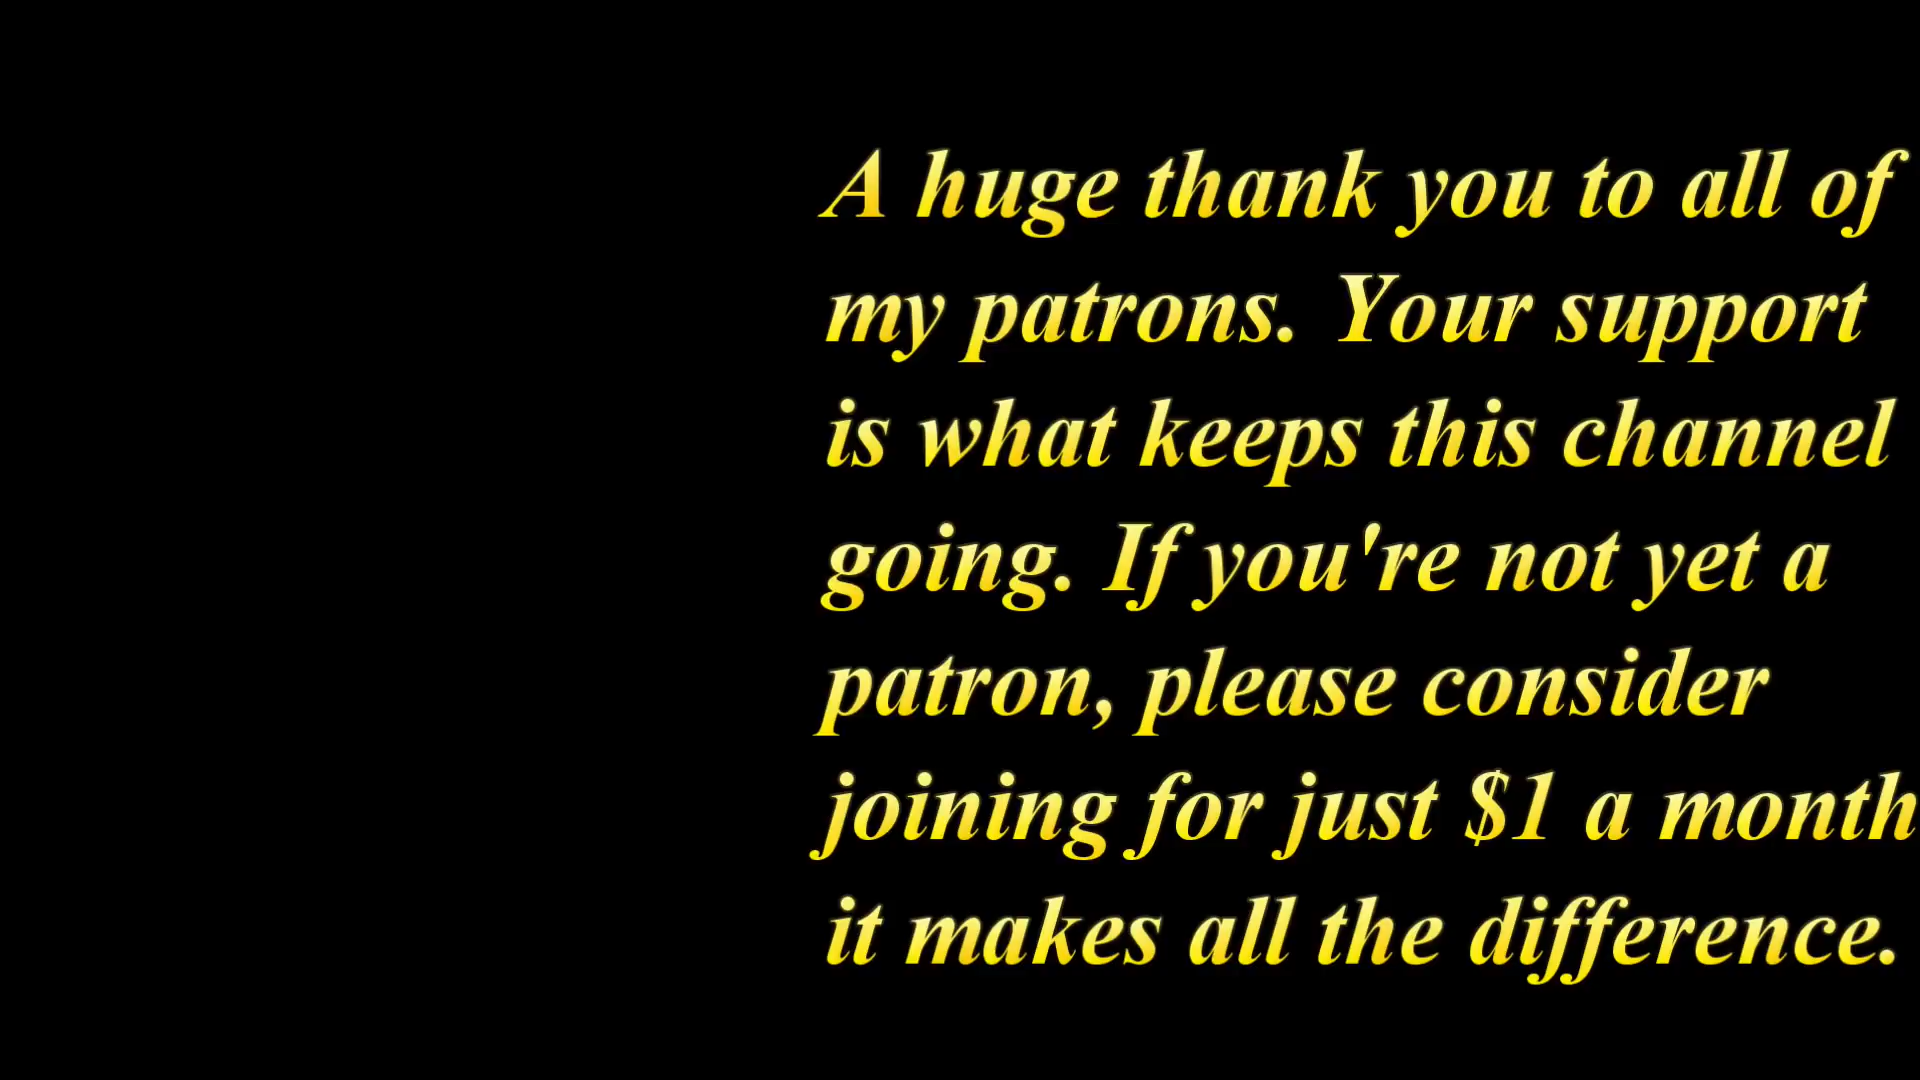 A huge thank you to all of
my patrons. Your support
is what keeps this channel
going. If you're not yet a
patron, please consider
joining for just $1 a month
it makes all the difference.